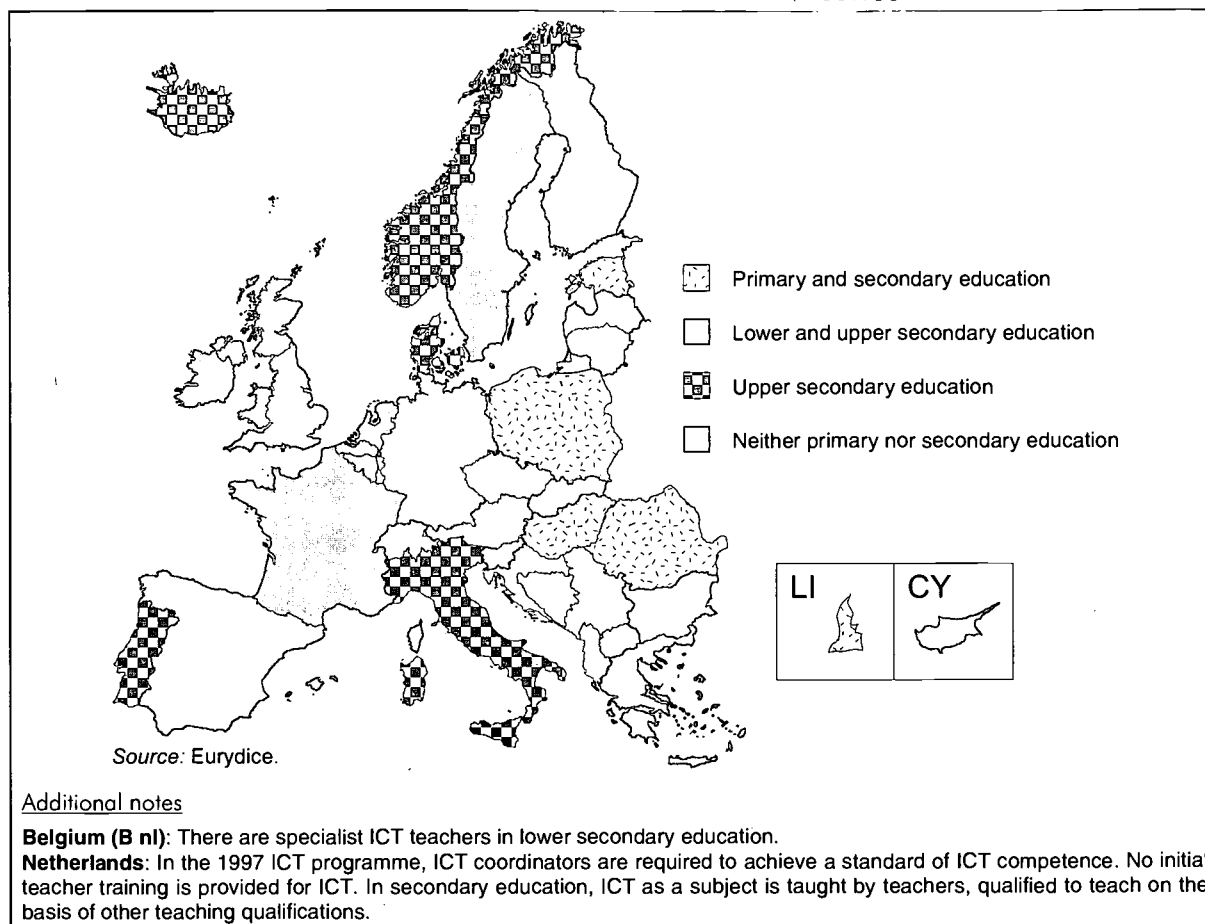 Primary and secondary education
Lower and upper secondary education
Upper secondary education
Neither primary nor secondary education
LI
CY
Source: Eurydice.
Additional notes
Belgium (B nl): There are specialist ICT teachers in lower secondary education.
Netherlands: In the 1997 ICT programme, ICT coordinators are required to achieve a standard of ICT competence. No initia
teacher training is provided for ICT. In secondary education, ICT as a subject is taught by teachers, qualified to teach on the
basis of other teaching qualifications.